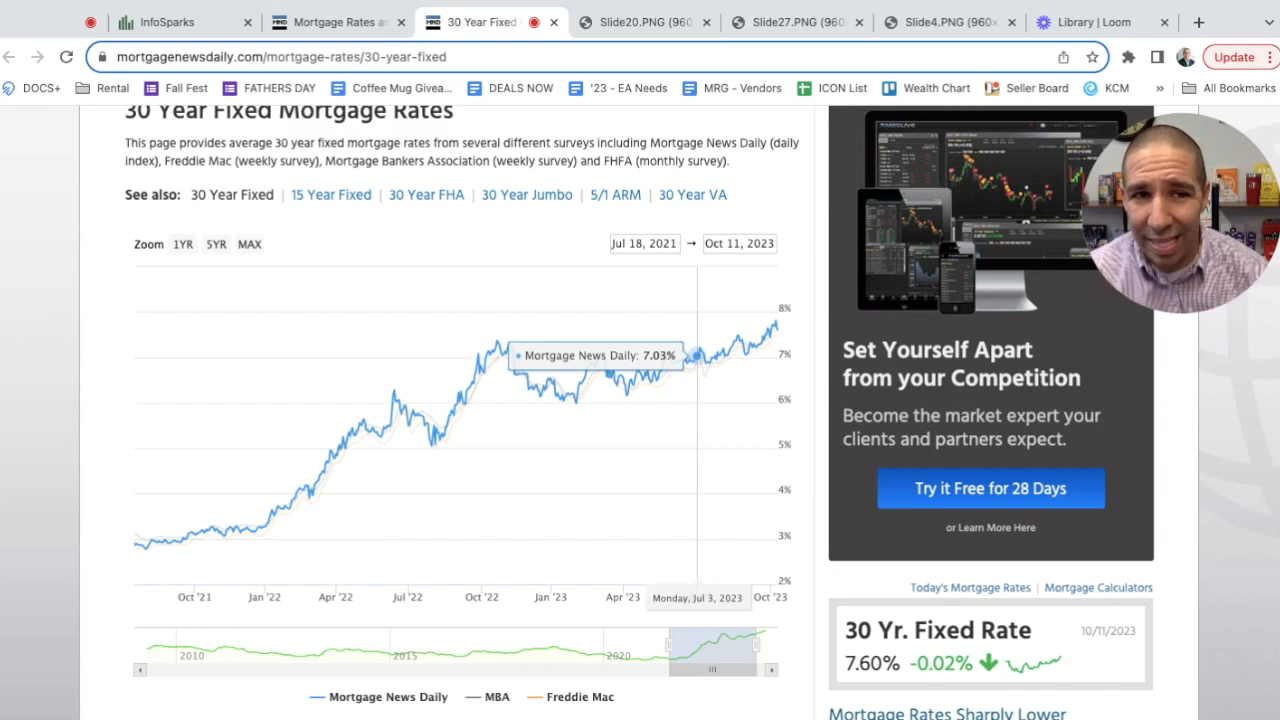 InfoSparks
Mortgage Rates ar
30 Year Fixed
Slide20.PNG (960
Slide27.PNG (960
Slide4.PNG (960×
Library | Loom
mortgagenewsdaily.com/mortgage-rates/30-year-fixed
Update
DOCS+
Rental
Fall Fest
FATHERS DAY
Coffee Mug Givea...
DEALS NOW
'23 - EA Needs
MRG - Vendors
ICON List
Wealth Chart
Seller Board
KCM
»
All Bookmarks
30 Year Fixed Mortgage Rates
This page provides average 30 year fixed mortgage rates from several different surveys including Mortgage News Daily (daily
index), Freddie Mac (weekly survey), Mortgage Bankers Association (weekly survey) and FHFA (monthly survey).
See also: 30 Year Fixed | 15 Year Fixed | 30 Year FHA | 30 Year Jumbo | 5/1 ARM | 30 Year VA
Zoom 1YR 5YR MAX
Jul 18, 2021 → Oct 11, 2023
8%
7%
6%
5%
4%
3%
2%
Mortgage News Daily: 7.03%
Oct '21
Jan '22
Apr '22
Jul '22
Oct '22
Jan '23
Apr '23
Monday, Jul 3, 2023
Oct '23
2010
2015
2020
Mortgage News Daily
MBA
Freddie Mac
Set Yourself Apart
from your Competition
Become the market expert your
clients and partners expect.
Try it Free for 28 Days
or Learn More Here
Today's Mortgage Rates | Mortgage Calculators
30 Yr. Fixed Rate
10/11/2023
7.60% -0.02%
Mortgage Rates Sharply Lower